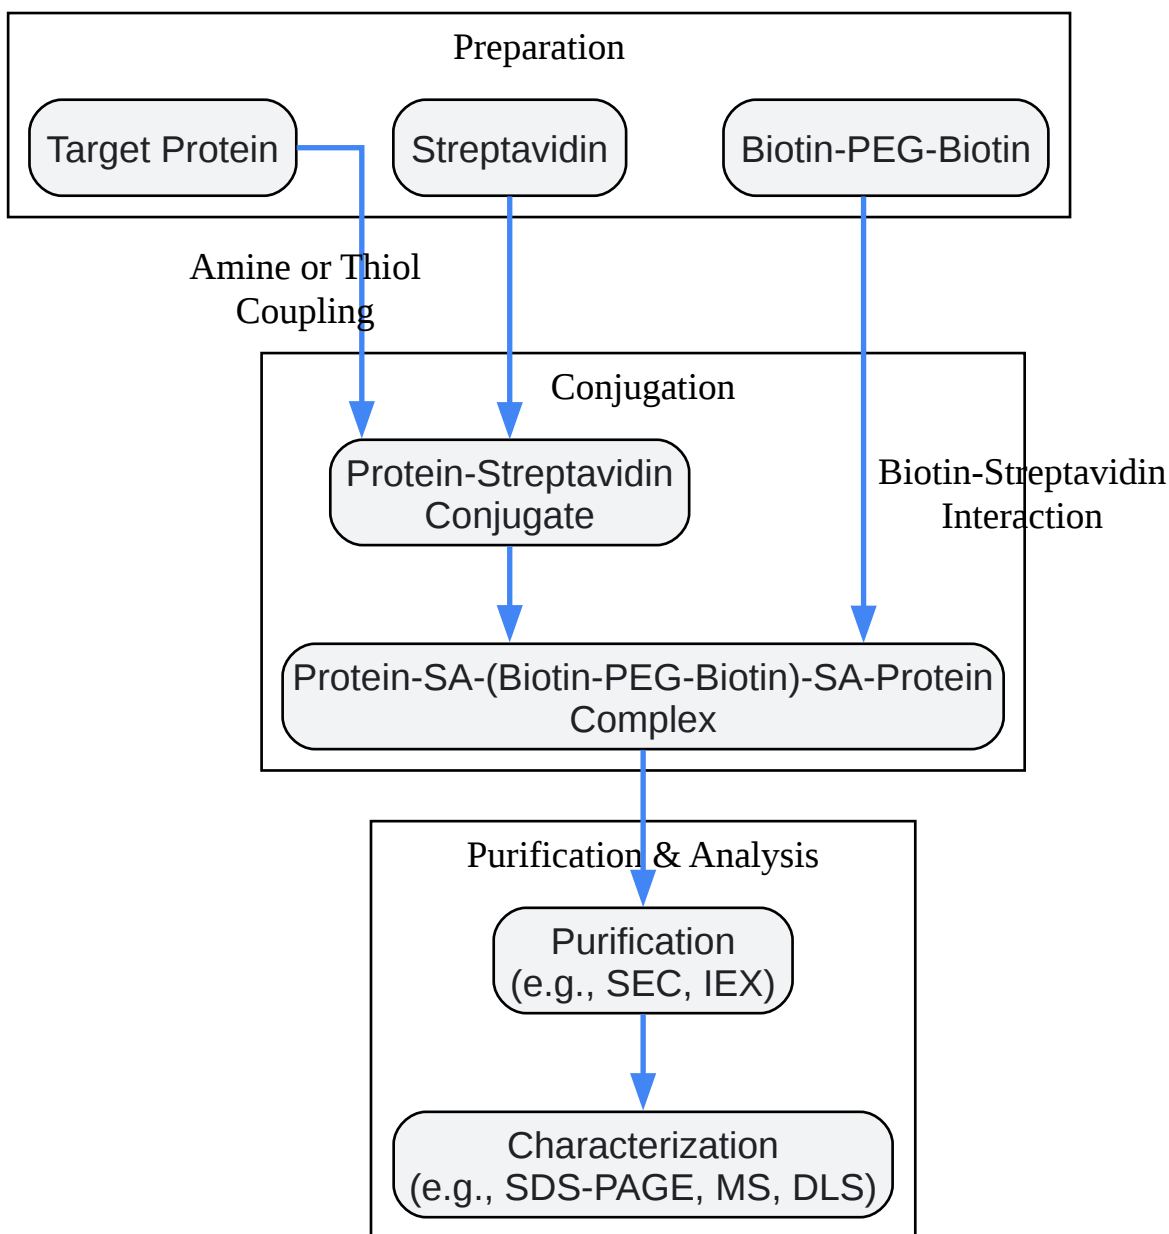 Preparation
Target Protein
Streptavidin
Biotin-PEG-Biotin
Amine or Thiol
Coupling
Conjugation
Protein-Streptavidin
Conjugate
Biotin-Streptavidin
Interaction
Protein-SA-(Biotin-PEG-Biotin)-SA-Protein
Complex
Purification & Analysis
Purification
(e.g., SEC, IEX)
Characterization
(e.g., SDS-PAGE, MS, DLS)